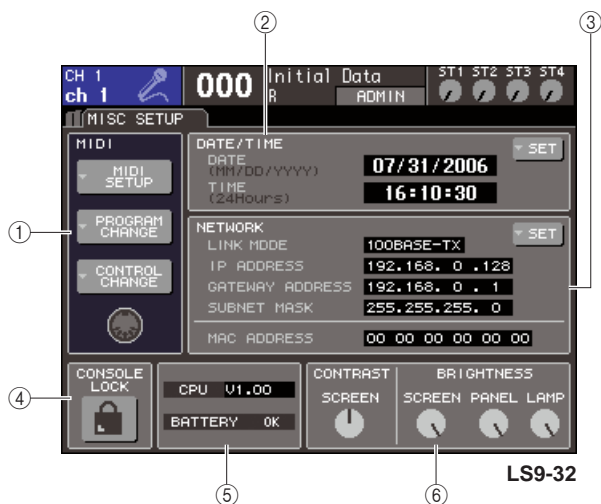 ② ③
CH 1
ch 1
000 Initial Data
R ADMIN
ST1 ST2 ST3 ST4
MISC SETUP
MIDI
MIDI SETUP
PROGRAM CHANGE
CONTROL CHANGE
①
DATE/TIME
SET
DATE (MM/DD/YYYY) 07/31/2006
TIME (24Hours) 16:10:30
NETWORK
SET
LINK MODE 100BASE-TX
IP ADDRESS 192.168. 0 .128
GATEWAY ADDRESS 192.168. 0 . 1
SUBNET MASK 255.255.255. 0
MAC ADDRESS 00 00 00 00 00 00
④
CONSOLE LOCK
CPU V1.00
BATTERY OK
CONTRAST
SCREEN
BRIGHTNESS
SCREEN PANEL LAMP
LS9-32
⑤ ⑥